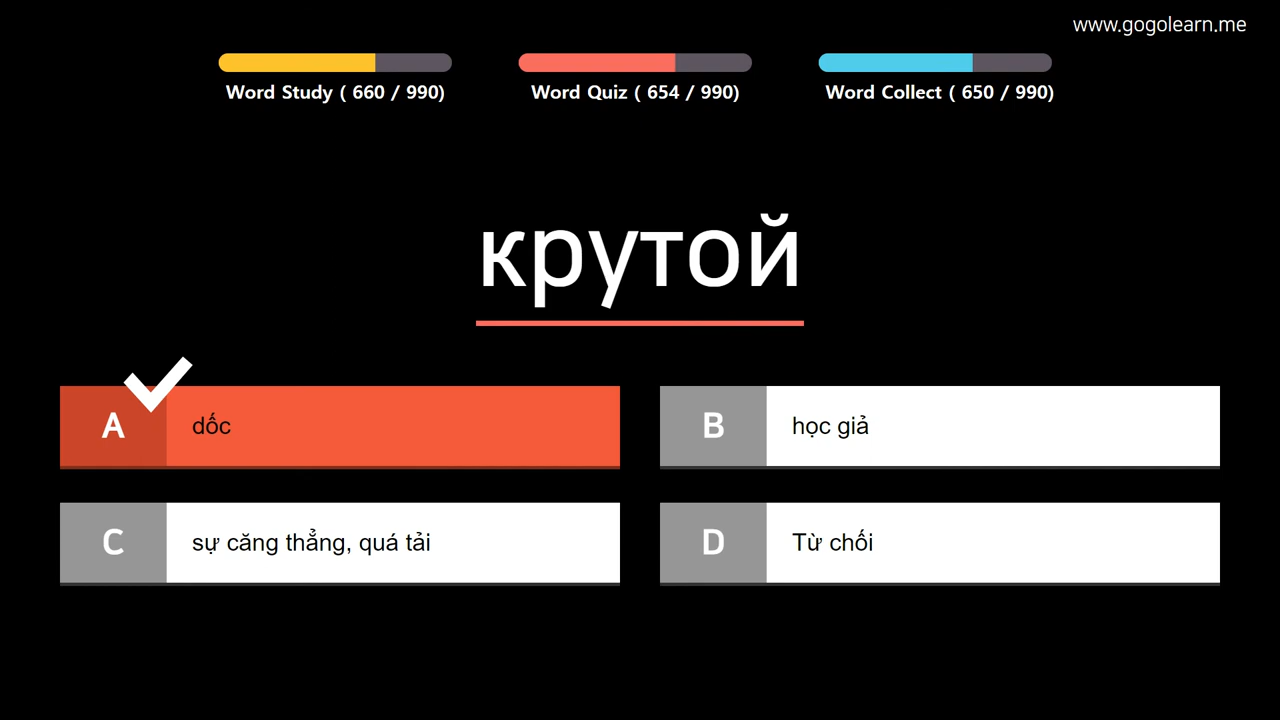 www.gogolearn.me
Word Study ( 660 / 990)
Word Quiz ( 654 / 990)
Word Collect ( 650 / 990)
крутой
A dốc
B học giả
C sự căng thẳng, quá tải
D Từ chối